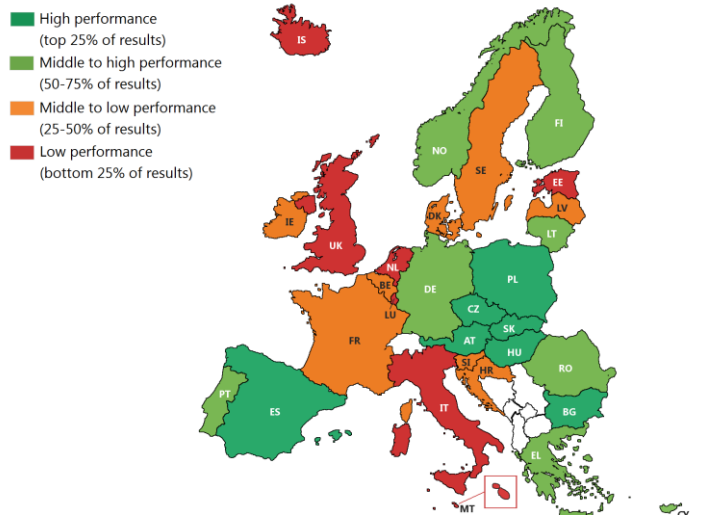 High performance
(top 25% of results)
Middle to high performance
(50-75% of results)
Middle to low performance
(25-50% of results)
Low performance
(bottom 25% of results)
IS
NO
FI
SE
EE
LV
LT
DK
IE
UK
NL
BE
LU
DE
PL
CZ
SK
AT
HU
FR
SI
HR
RO
PT
ES
IT
BG
EL
MT